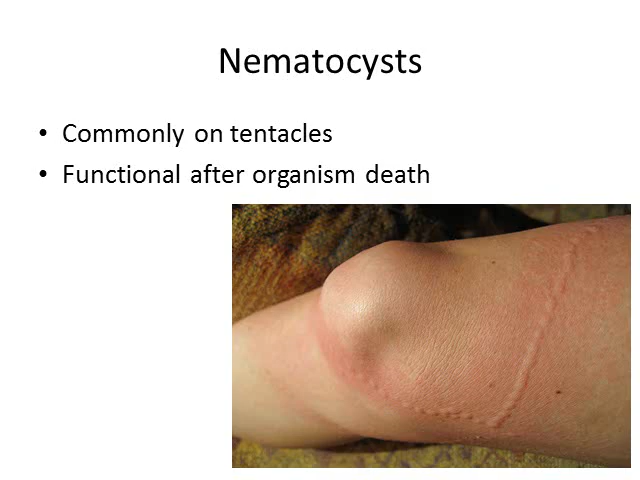 Nematocysts
• Commonly on tentacles
• Functional after organism death